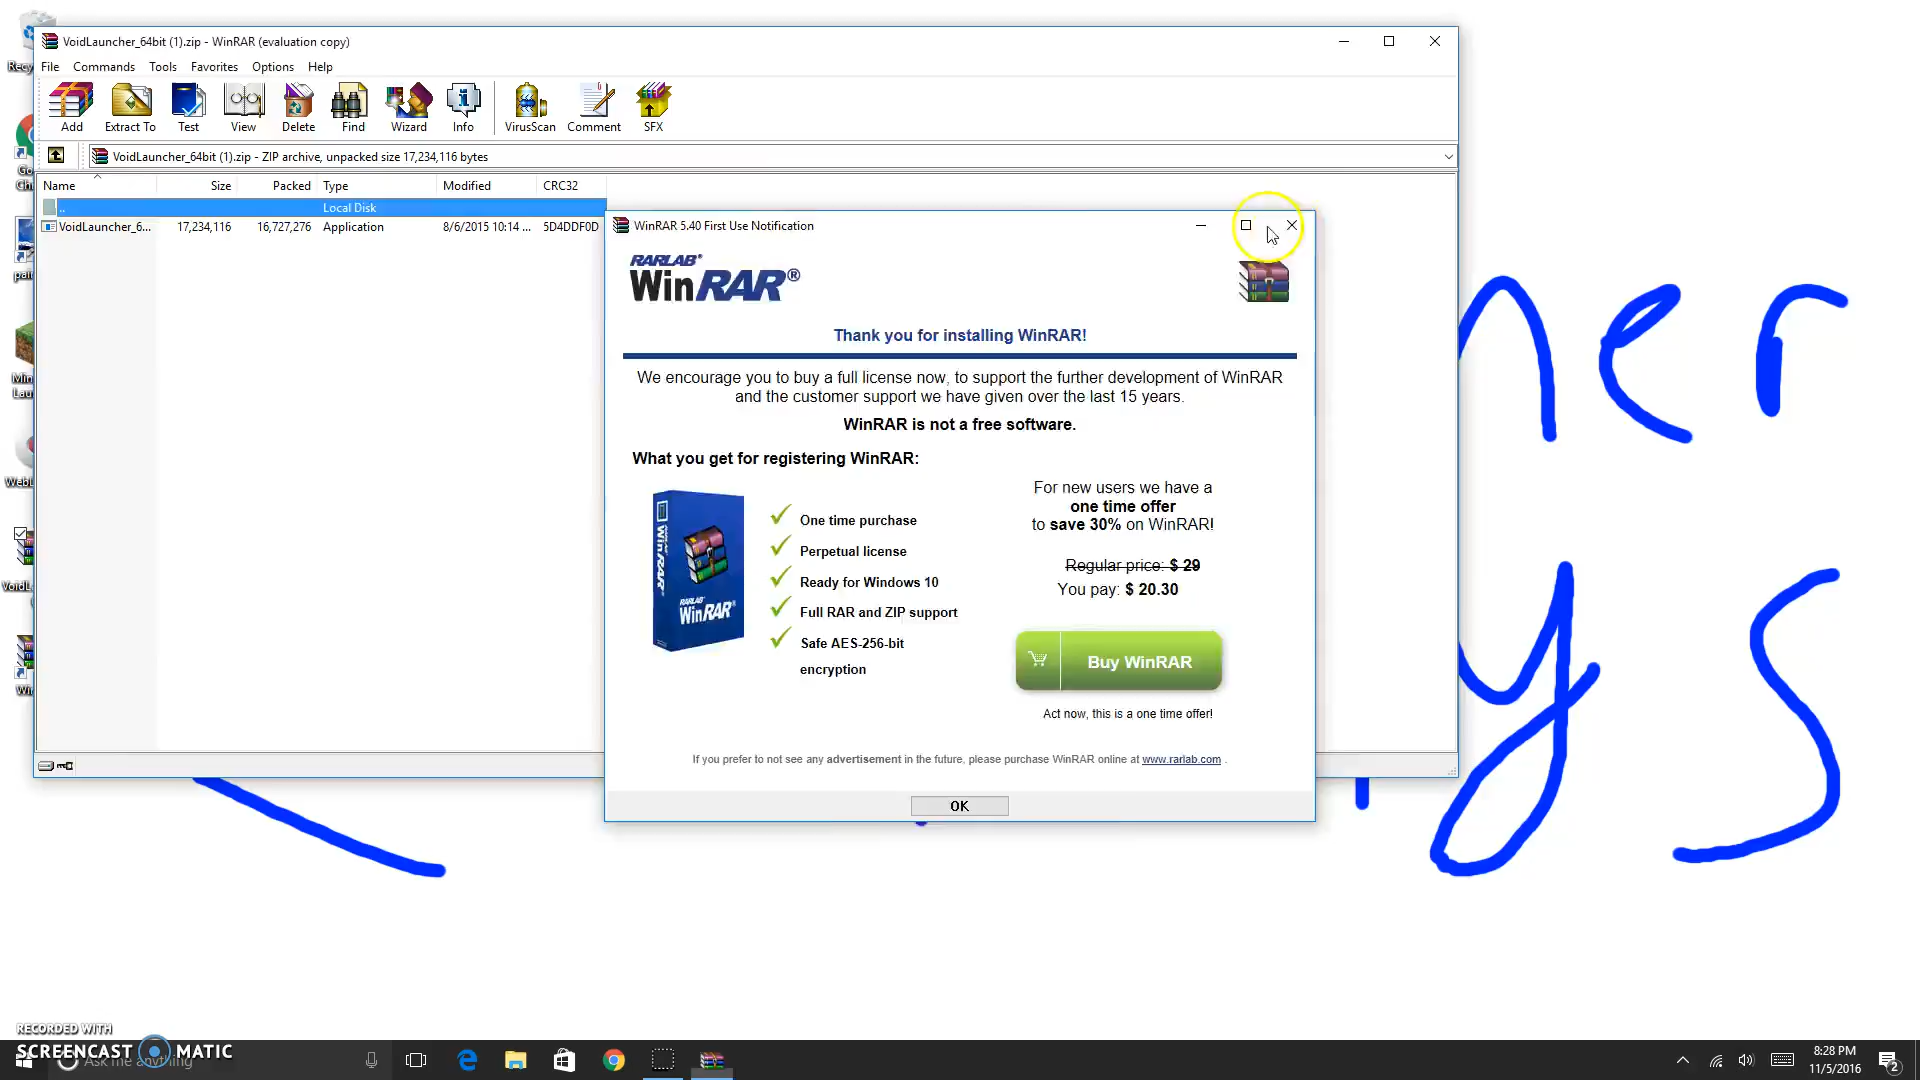 VoidLauncher_64bit (1).zip - WinRAR (evaluation copy)
File Commands Tools Favorites Options Help
Add Extract To Test View Delete Find Wizard Info VirusScan Comment SFX
VoidLauncher_64bit (1).zip - ZIP archive, unpacked size 17,234,116 bytes
Name Size Packed Type Modified CRC32
.. Local Disk
VoidLauncher_6... 17,234,116 16,727,276 Application 8/6/2015 10:14 ... 5D4DDF0D
WinRAR 5.40 First Use Notification
RARLAB®
WinRAR®
Thank you for installing WinRAR!
We encourage you to buy a full license now, to support the further development of WinRAR
and the customer support we have given over the last 15 years.
WinRAR is not a free software.
What you get for registering WinRAR:
One time purchase
Perpetual license
Ready for Windows 10
Full RAR and ZIP support
Safe AES-256-bit
encryption
RARLAB
WinRAR
For new users we have a
one time offer
to save 30% on WinRAR!
Regular price: $ 29
You pay: $ 20.30
Buy WinRAR
Act now, this is a one time offer!
If you prefer to not see any advertisement in the future, please purchase WinRAR online at www.rarlab.com .
OK
ner
ys
RECORDED WITH
SCREENCAST MATIC
Ask me anything
8:28 PM
11/5/2016
2